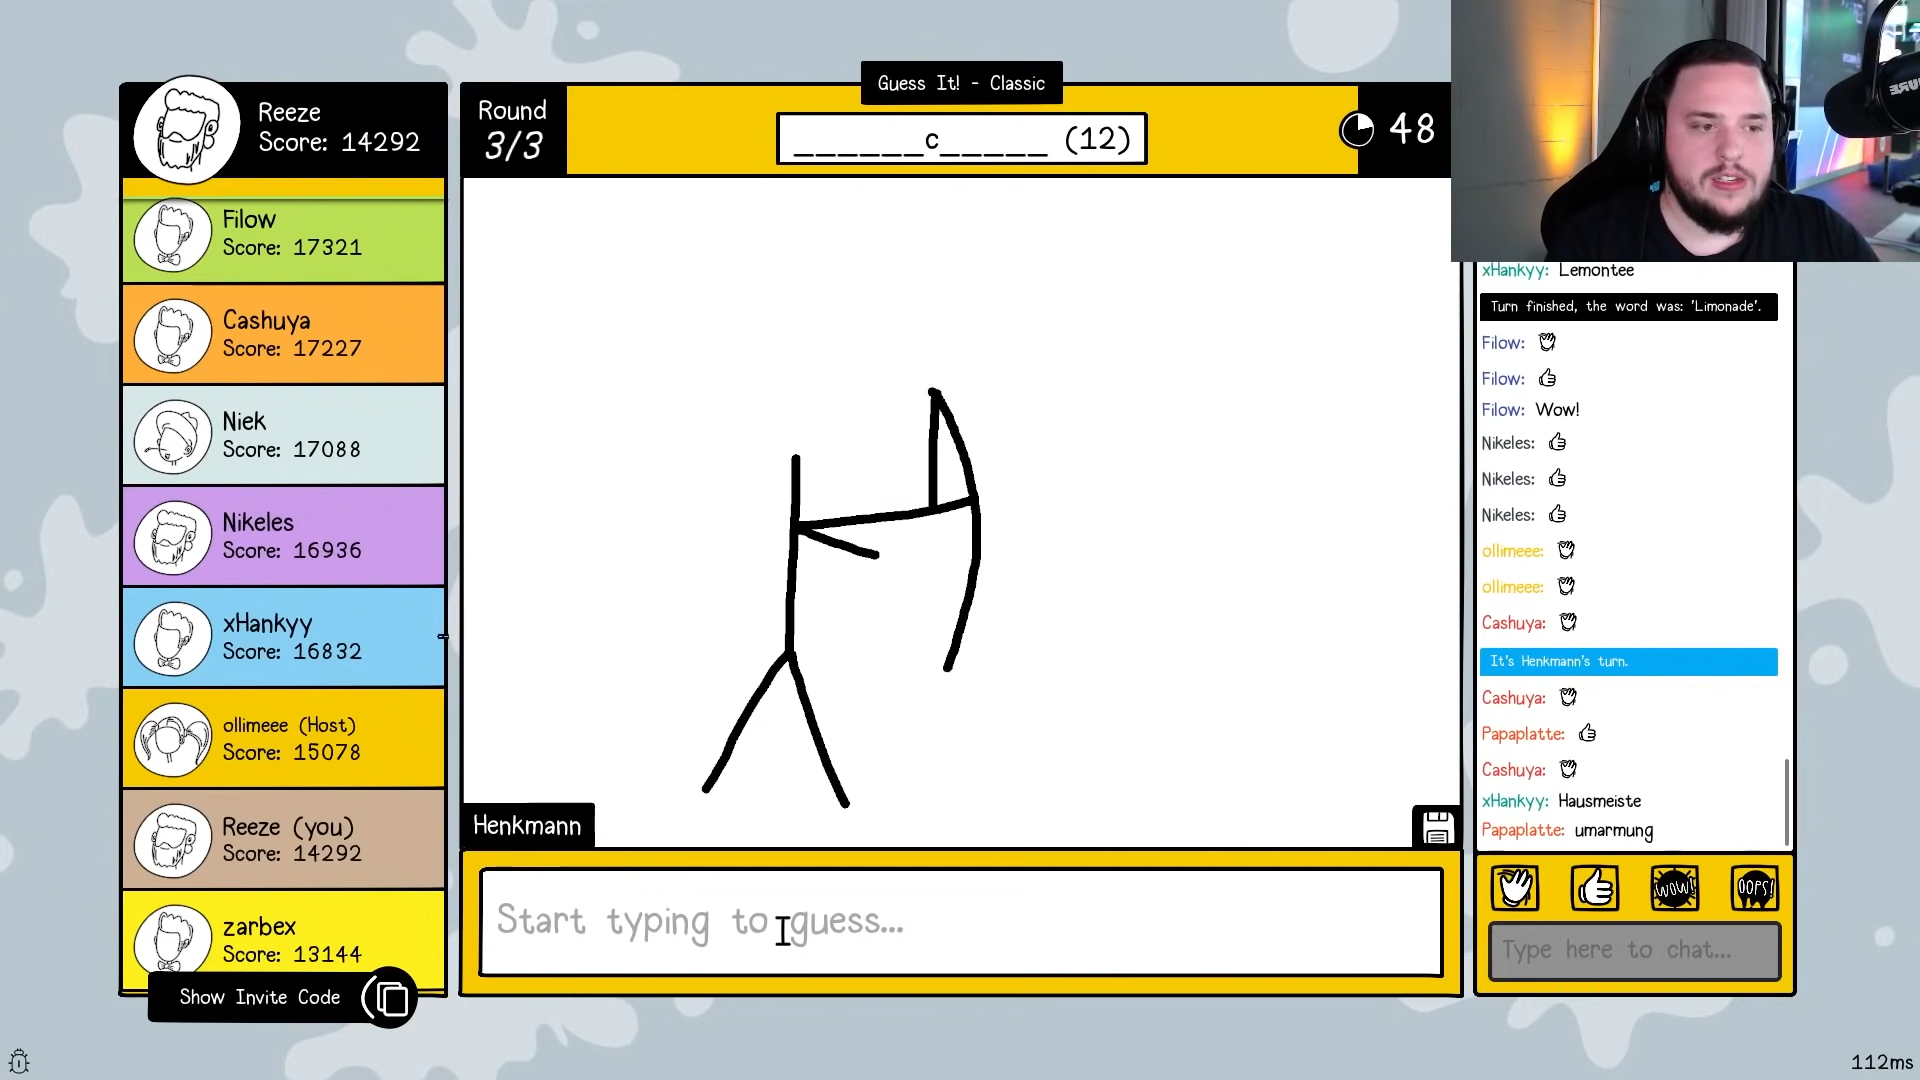 Guess It! - Classic
Reeze
Score: 14292
Round
3/3
______c_____ (12)
48
Filow
Score: 17321
Cashuya
Score: 17227
Niek
Score: 17088
Nikeles
Score: 16936
xHankyy
Score: 16832
ollimeee (Host)
Score: 15078
Reeze (you)
Score: 14292
zarbex
Score: 13144
Show Invite Code
Henkmann
Start typing to guess...
SHURE
xHankyy: Lemontee
Turn finished, the word was: 'Limonade'.
Filow:
Filow:
Filow: Wow!
Nikeles:
Nikeles:
Nikeles:
ollimeee:
ollimeee:
Cashuya:
It's Henkmann's turn.
Cashuya:
Papaplatte:
Cashuya:
xHankyy: Hausmeiste
Papaplatte: umarmung
WOW!
OOPS!
Type here to chat...
112ms